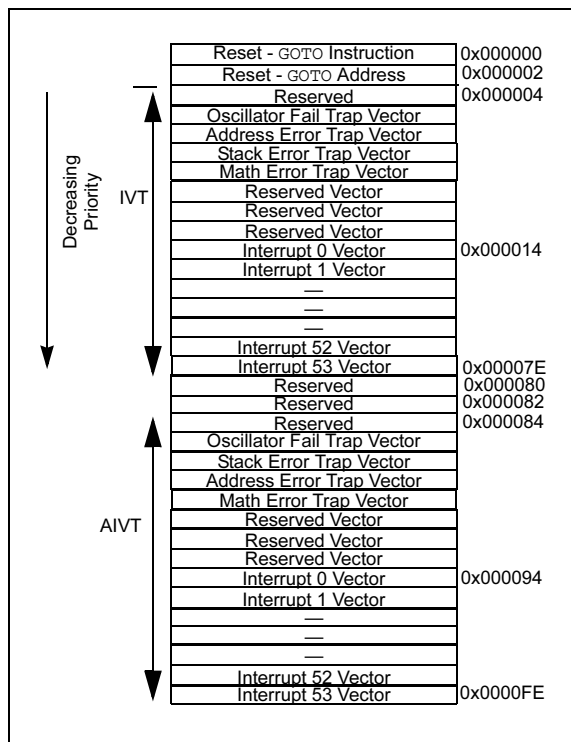 Reset - GOTO Instruction 0x000000
Reset - GOTO Address 0x000002
Reserved 0x000004
Oscillator Fail Trap Vector
Address Error Trap Vector
Stack Error Trap Vector
Math Error Trap Vector
Reserved Vector
Reserved Vector
Reserved Vector
Interrupt 0 Vector 0x000014
Interrupt 1 Vector
—
—
—
Interrupt 52 Vector
Interrupt 53 Vector 0x00007E
Reserved 0x000080
Reserved 0x000082
Reserved 0x000084
Oscillator Fail Trap Vector
Stack Error Trap Vector
Address Error Trap Vector
Math Error Trap Vector
Reserved Vector
Reserved Vector
Reserved Vector
Interrupt 0 Vector 0x000094
Interrupt 1 Vector
—
—
—
Interrupt 52 Vector
Interrupt 53 Vector 0x0000FE
Decreasing
Priority
IVT
AIVT